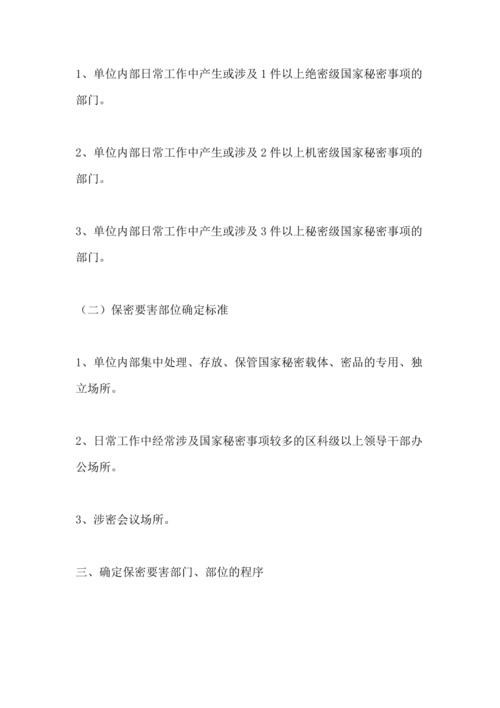 1、单位内部日常工作中产生或涉及1件以上绝密级国家秘密事项的
部门。
2、单位内部日常工作中产生或涉及2件以上机密级国家秘密事项的
部门。
3、单位内部日常工作中产生或涉及3件以上秘密级国家秘密事项的
部门。
（二）保密要害部位确定标准
1、单位内部集中处理、存放、保管国家秘密载体、密品的专用、独
立场所。
2、日常工作中经常涉及国家秘密事项较多的区科级以上领导干部办
公场所。
3、涉密会议场所。
三、确定保密要害部门、部位的程序